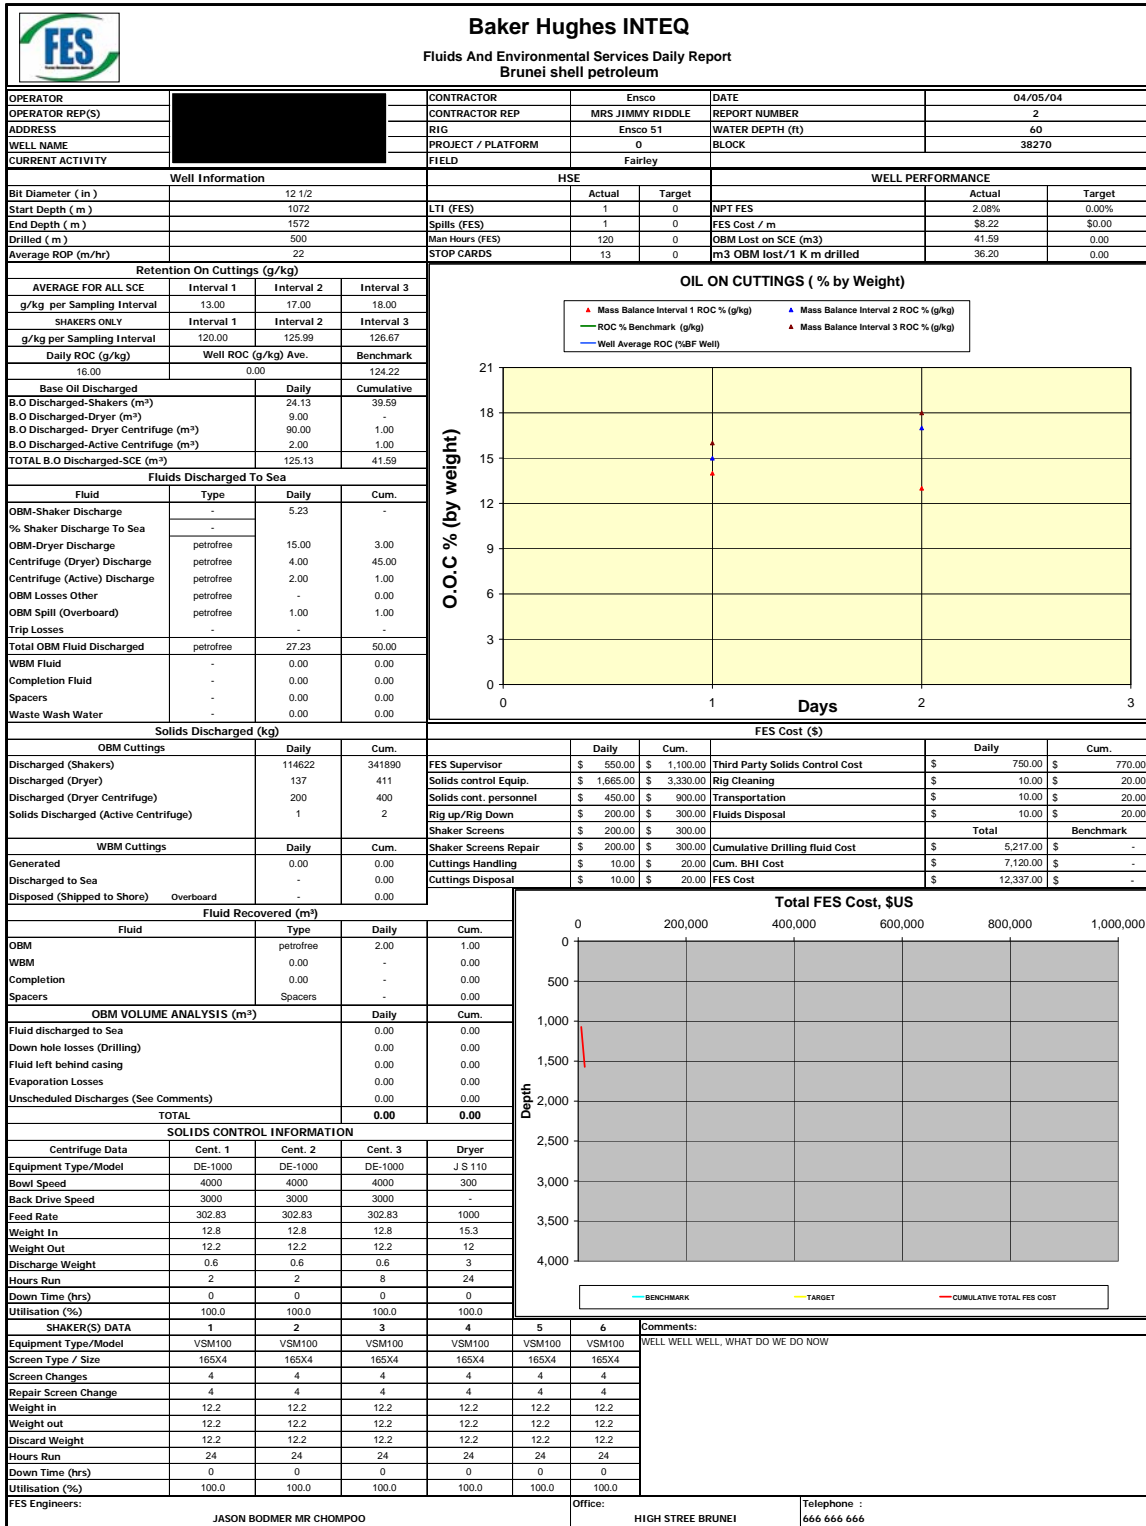 FES
Baker Hughes INTEQ
Fluids And Environmental Services Daily Report
Brunei shell petroleum
OPERATOR CONTRACTOR Ensco DATE 04/05/04
OPERATOR REP(S) CONTRACTOR REP MRS JIMMY RIDDLE REPORT NUMBER 2
ADDRESS RIG Ensco 51 WATER DEPTH (ft) 60
WELL NAME PROJECT / PLATFORM 0 BLOCK 38270
CURRENT ACTIVITY FIELD Fairley
Well Information HSE WELL PERFORMANCE
Bit Diameter ( in ) 12 1/2 Actual Target Actual Target
Start Depth ( m ) 1072 LTI (FES) 1 0 NPT FES 2.08% 0.00%
End Depth ( m ) 1572 Spills (FES) 1 0 FES Cost / m $8.22 $0.00
Drilled ( m ) 500 Man Hours (FES) 120 0 OBM Lost on SCE (m3) 41.59 0.00
Average ROP (m/hr) 22 STOP CARDS 13 0 m3 OBM lost/1 K m drilled 36.20 0.00
Retention On Cuttings (g/kg)
AVERAGE FOR ALL SCE Interval 1 Interval 2 Interval 3
g/kg per Sampling Interval 13.00 17.00 18.00
SHAKERS ONLY Interval 1 Interval 2 Interval 3
g/kg per Sampling Interval 120.00 125.99 126.67
Daily ROC (g/kg) Well ROC (g/kg) Ave. Benchmark
16.00 0.00 124.22
Base Oil Discharged Daily Cumulative
B.O Discharged-Shakers (m³) 24.13 39.59
B.O Discharged-Dryer (m³) 9.00 -
B.O Discharged- Dryer Centrifuge (m³) 90.00 1.00
B.O Discharged-Active Centrifuge (m³) 2.00 1.00
TOTAL B.O Discharged-SCE (m³) 125.13 41.59
Fluids Discharged To Sea
Fluid Type Daily Cum.
OBM-Shaker Discharge - 5.23 -
% Shaker Discharge To Sea -
OBM-Dryer Discharge petrofree 15.00 3.00
Centrifuge (Dryer) Discharge petrofree 4.00 45.00
Centrifuge (Active) Discharge petrofree 2.00 1.00
OBM Losses Other petrofree - 0.00
OBM Spill (Overboard) petrofree 1.00 1.00
Trip Losses - - -
Total OBM Fluid Discharged petrofree 27.23 50.00
WBM Fluid - 0.00 0.00
Completion Fluid - 0.00 0.00
Spacers - 0.00 0.00
Waste Wash Water - 0.00 0.00
OIL ON CUTTINGS ( % by Weight)
Mass Balance Interval 1 ROC % (g/kg) Mass Balance Interval 2 ROC % (g/kg)
ROC % Benchmark (g/kg) Mass Balance Interval 3 ROC % (g/kg)
Well Average ROC (%BF Well)
O.O.C % (by weight)
21
18
15
12
9
6
3
0
0 1 2 3
Days
Solids Discharged (kg)
OBM Cuttings Daily Cum.
Discharged (Shakers) 114622 341890
Discharged (Dryer) 137 411
Discharged (Dryer Centrifuge) 200 400
Solids Discharged (Active Centrifuge) 1 2
WBM Cuttings Daily Cum.
Generated 0.00 0.00
Discharged to Sea - 0.00
Disposed (Shipped to Shore) Overboard - 0.00
FES Cost ($)
Daily Cum. Daily Cum.
FES Supervisor $ 550.00 $ 1,100.00 Third Party Solids Control Cost $ 750.00 $ 770.00
Solids control Equip. $ 1,665.00 $ 3,330.00 Rig Cleaning $ 10.00 $ 20.00
Solids cont. personnel $ 450.00 $ 900.00 Transportation $ 10.00 $ 20.00
Rig up/Rig Down $ 200.00 $ 300.00 Fluids Disposal $ 10.00 $ 20.00
Shaker Screens $ 200.00 $ 300.00 Total Benchmark
Shaker Screens Repair $ 200.00 $ 300.00 Cumulative Drilling fluid Cost $ 5,217.00 $ -
Cuttings Handling $ 10.00 $ 20.00 Cum. BHI Cost $ 7,120.00 $ -
Cuttings Disposal $ 10.00 $ 20.00 FES Cost $ 12,337.00 $ -
Fluid Recovered (m³)
Fluid Type Daily Cum.
OBM petrofree 2.00 1.00
WBM 0.00 - 0.00
Completion 0.00 - 0.00
Spacers Spacers - 0.00
OBM VOLUME ANALYSIS (m³) Daily Cum.
Fluid discharged to Sea 0.00 0.00
Down hole losses (Drilling) 0.00 0.00
Fluid left behind casing 0.00 0.00
Evaporation Losses 0.00 0.00
Unscheduled Discharges (See Comments) 0.00 0.00
TOTAL 0.00 0.00
SOLIDS CONTROL INFORMATION
Centrifuge Data Cent. 1 Cent. 2 Cent. 3 Dryer
Equipment Type/Model DE-1000 DE-1000 DE-1000 J S 110
Bowl Speed 4000 4000 4000 300
Back Drive Speed 3000 3000 3000 -
Feed Rate 302.83 302.83 302.83 1000
Weight In 12.8 12.8 12.8 15.3
Weight Out 12.2 12.2 12.2 12
Discharge Weight 0.6 0.6 0.6 3
Hours Run 2 2 8 24
Down Time (hrs) 0 0 0 0
Utilisation (%) 100.0 100.0 100.0 100.0
Total FES Cost, $US
0 200,000 400,000 600,000 800,000 1,000,000
Depth
0
500
1,000
1,500
2,000
2,500
3,000
3,500
4,000
BENCHMARK TARGET CUMULATIVE TOTAL FES COST
SHAKER(S) DATA 1 2 3 4 5 6 Comments:
Equipment Type/Model VSM100 VSM100 VSM100 VSM100 VSM100 VSM100 WELL WELL WELL, WHAT DO WE DO NOW
Screen Type / Size 165X4 165X4 165X4 165X4 165X4 165X4
Screen Changes 4 4 4 4 4 4
Repair Screen Change 4 4 4 4 4 4
Weight in 12.2 12.2 12.2 12.2 12.2 12.2
Weight out 12.2 12.2 12.2 12.2 12.2 12.2
Discard Weight 12.2 12.2 12.2 12.2 12.2 12.2
Hours Run 24 24 24 24 24 24
Down Time (hrs) 0 0 0 0 0 0
Utilisation (%) 100.0 100.0 100.0 100.0 100.0 100.0
FES Engineers: Office: Telephone :
JASON BODMER MR CHOMPOO HIGH STREE BRUNEI 666 666 666